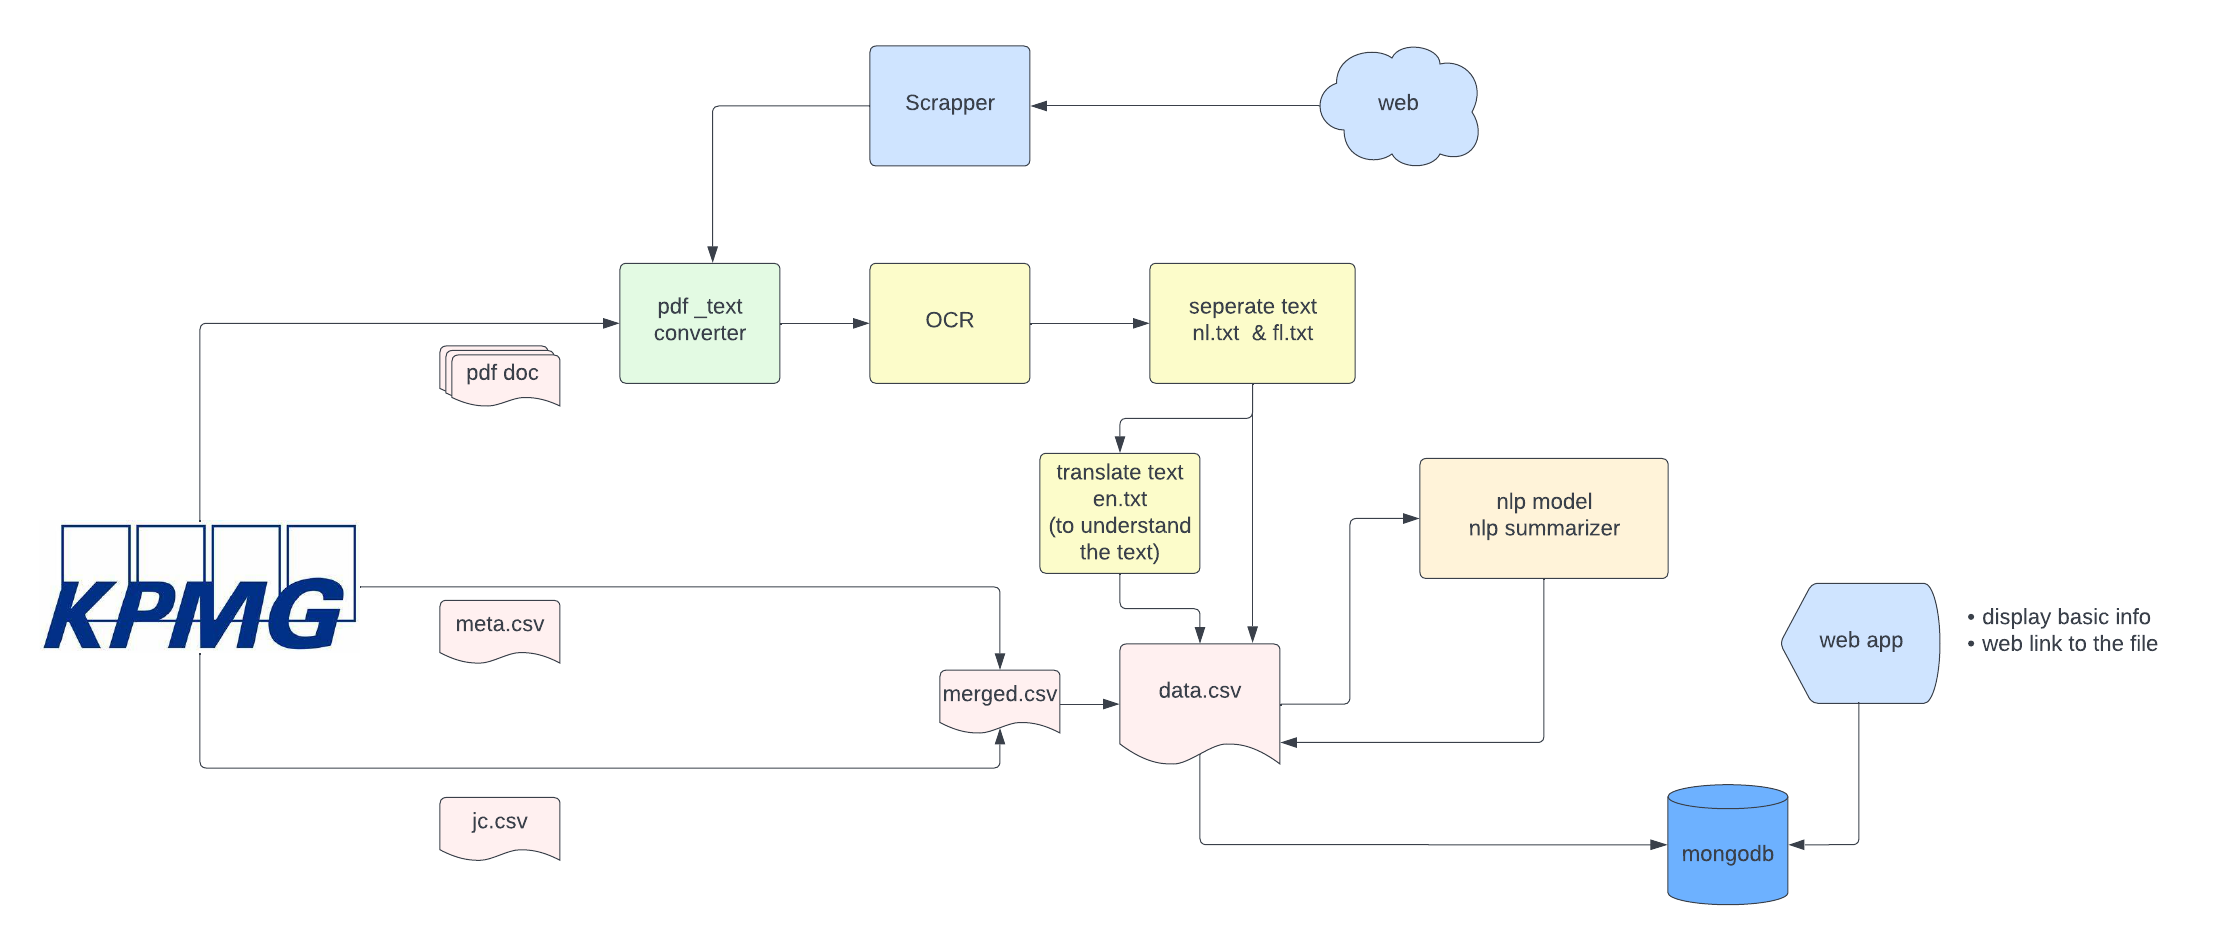 Scrapper
web
pdf _text
converter
OCR
seperate text
nl.txt  & fl.txt
pdf doc
translate text
en.txt
(to understand
the text)
nlp model
nlp summarizer
KPMG
meta.csv
merged.csv
data.csv
web app
• display basic info
• web link to the file
jc.csv
mongodb